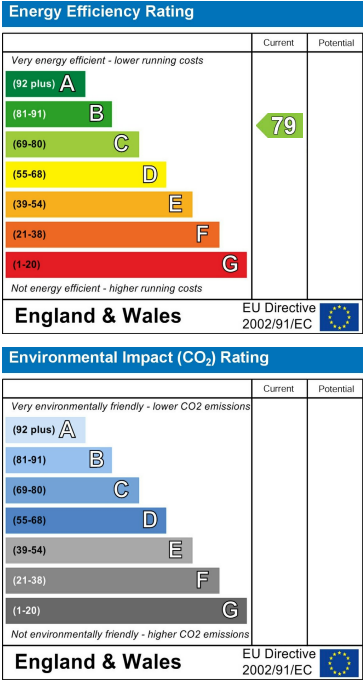 Energy Efficiency Rating
Current Potential
Very energy efficient - lower running costs
(92 plus) A
(81-91) B
79
(69-80) C
(55-68) D
(39-54) E
(21-38) F
(1-20) G
Not energy efficient - higher running costs
England & Wales
EU Directive
2002/91/EC
Environmental Impact (CO₂) Rating
Current Potential
Very environmentally friendly - lower CO2 emissions
(92 plus) A
(81-91) B
(69-80) C
(55-68) D
(39-54) E
(21-38) F
(1-20) G
Not environmentally friendly - higher CO2 emissions
England & Wales
EU Directive
2002/91/EC